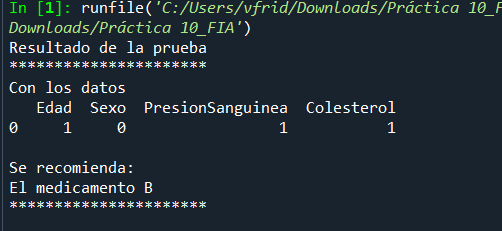 In [1]: runfile('C:/Users/vfrid/Downloads/Práctica 10_F
Downloads/Práctica 10_FIA')
Resultado de la prueba
**********************
Con los datos
   Edad  Sexo  PresionSanguinea  Colesterol
0     1     0                 1           1

Se recomienda:
El medicamento B
**********************